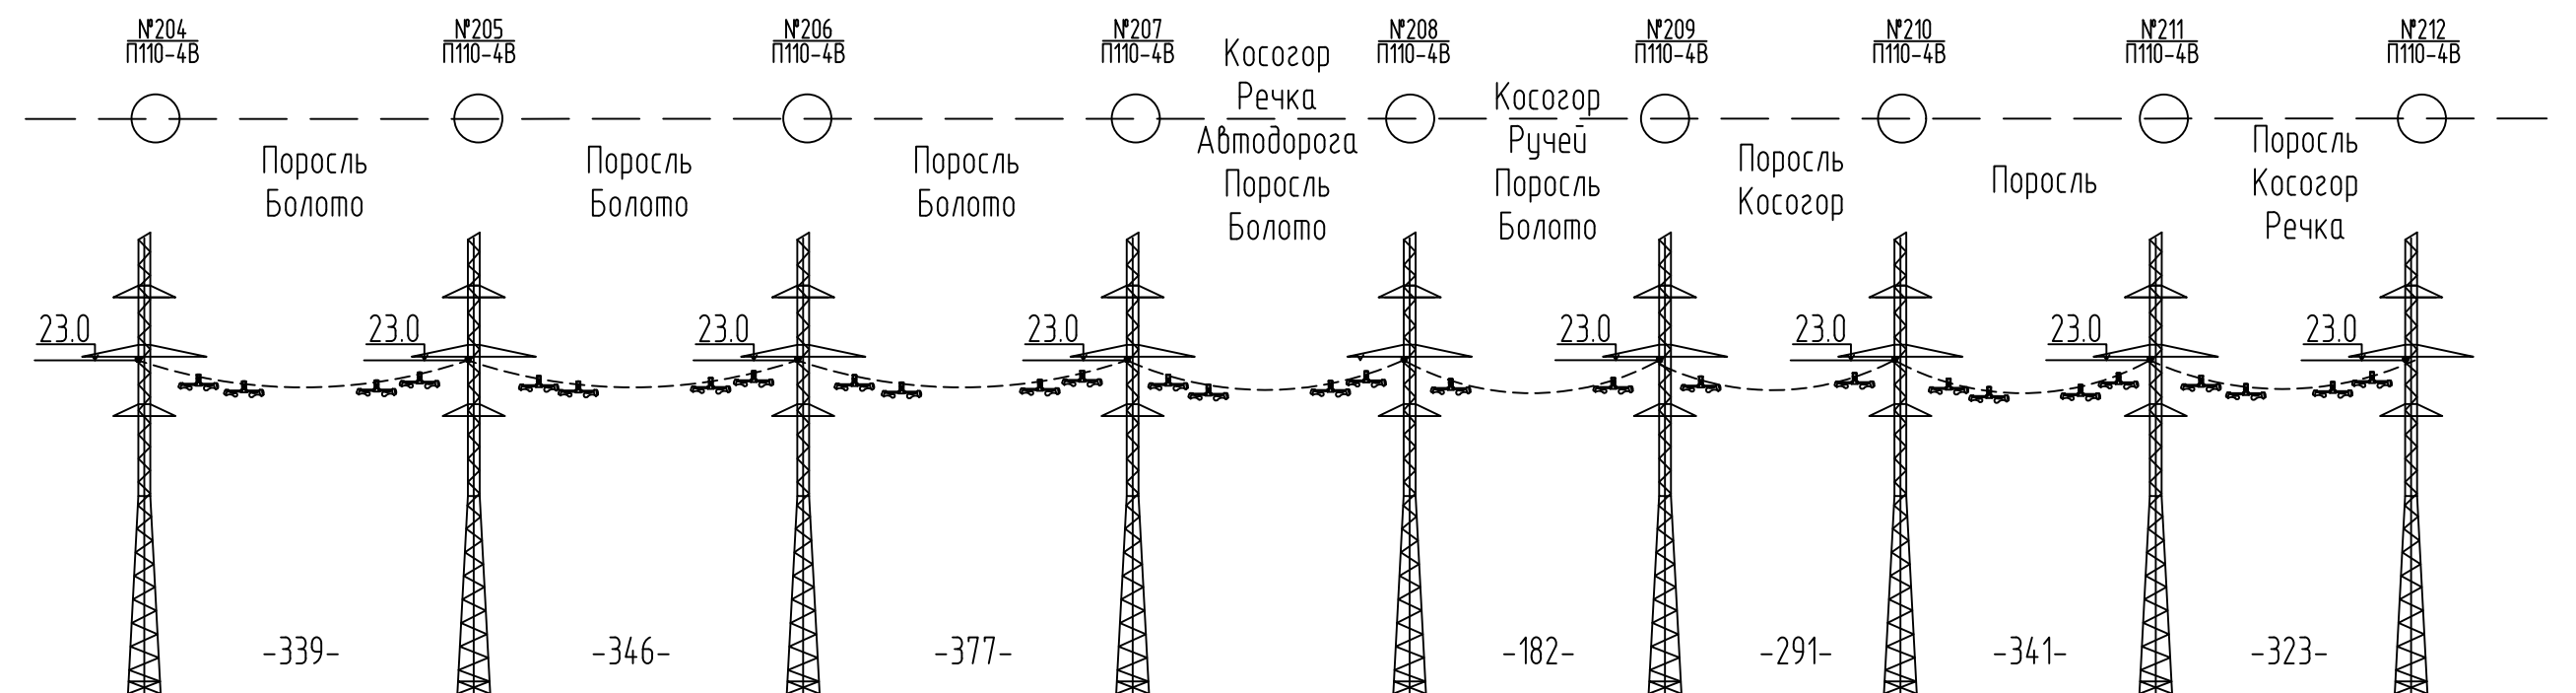 №204
П110-4В
№205
П110-4В
№206
П110-4В
№207
П110-4В
№208
П110-4В
№209
П110-4В
№210
П110-4В
№211
П110-4В
№212
П110-4В
Поросль
Болото
Поросль
Болото
Поросль
Болото
Косогор
Речка
Автодорога
Поросль
Болото
Косогор
Ручей
Поросль
Болото
Поросль
Косогор
Поросль
Поросль
Косогор
Речка
23.0
23.0
23.0
23.0
23.0
23.0
23.0
23.0
-339-
-346-
-377-
-182-
-291-
-341-
-323-